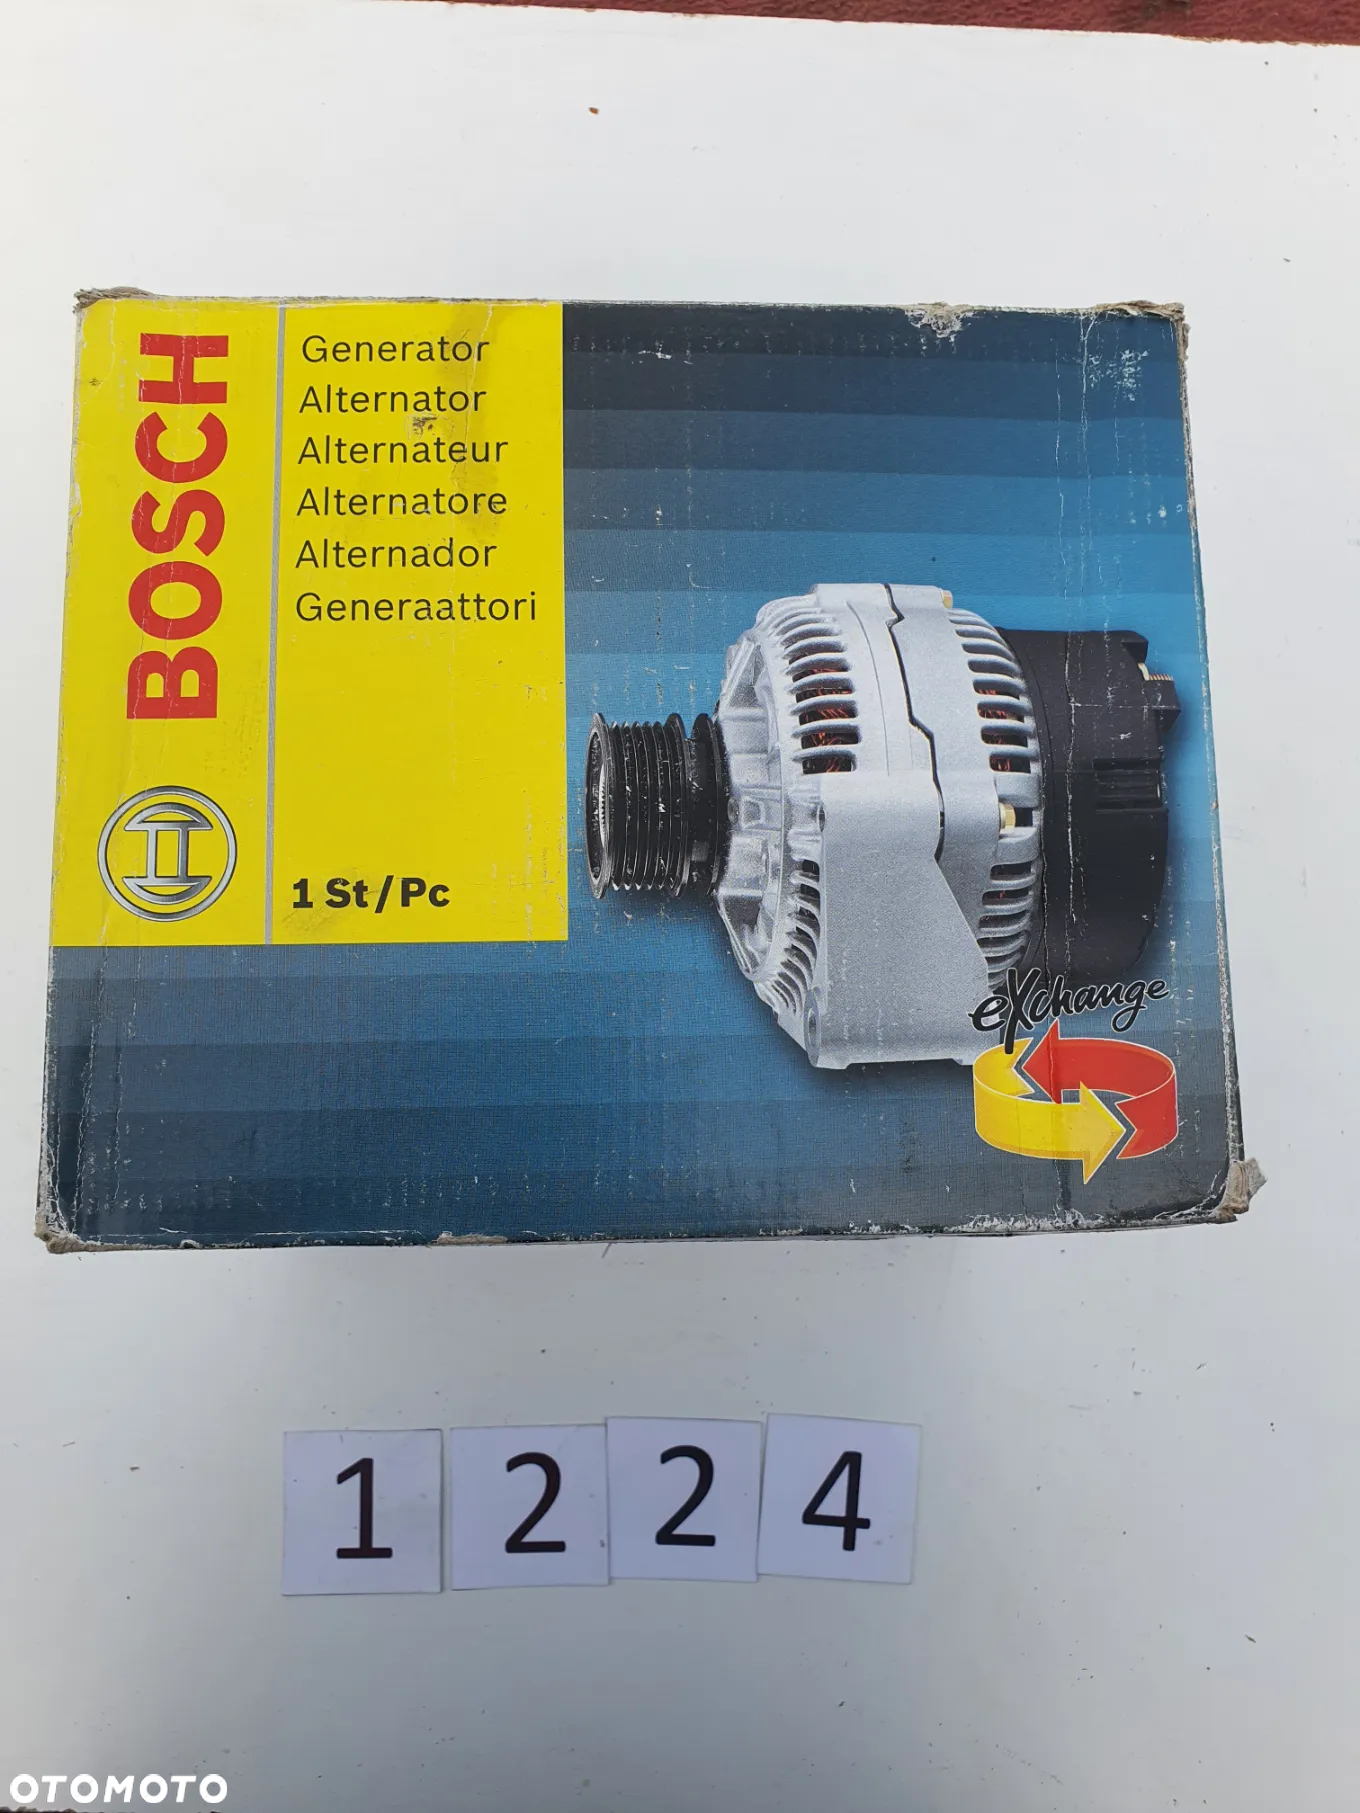 BOSCH
Generator
Alternator
Alternateur
Alternatore
Alternador
Generaattori
1 St/Pc
eXchange
1 2 2 4
OTOMOTO